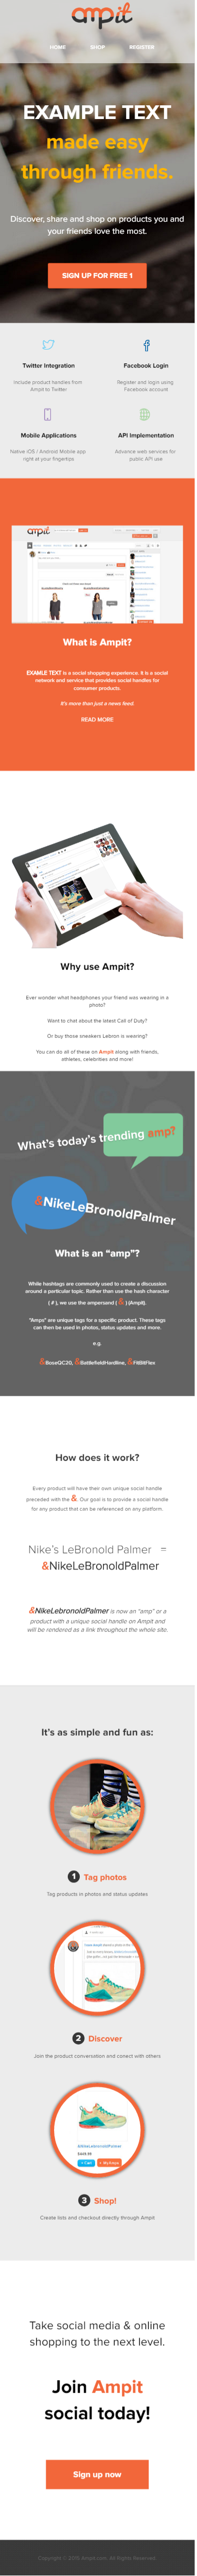 ampit
HOME SHOP REGISTER
EXAMPLE TEXT
made easy
through friends.
Discover, share and shop on products you and
your friends love the most.
SIGN UP FOR FREE 1
Twitter Integration
Include product handles from
Ampt to Twitter
Facebook Login
Register and login using
Facebook account
Mobile Applications
Native iOS / Android Mobile app
right at your fingertips
API Implementation
Advance web services for
public API use
ampit
What is Ampit?
EXAMLE TEXT is a social shopping experience. It is a social
network and service that provides social handles for
consumer products.
It's more than just a news feed.
READ MORE
Why use Ampit?
Ever wonder what headphones your friend was wearing in a
photo?
Want to chat about the latest Call of Duty?
Or buy those sneakers Lebron is wearing?
You can do all of these on Ampit along with friends,
athletes, celebrities and more!
What's today's trending amp?
&NikeLeBronoldPalmer
What is an “amp”?
While hashtags are commonly used to create a discussion
around a particular topic. Rather than use the hash character
( # ), we use the ampersand ( & ) (Ampit).
“Amps” are unique tags for a specific product. These tags
can then be used in photos, status updates and more.
e.g.
&BoseQC20, &BattlefieldHardline, &FitBitFlex
How does it work?
Every product will have their own unique social handle
preceded with the &. Our goal is to provide a social handle
for any product that can be referenced on any platform.
Nike's LeBronold Palmer =
&NikeLeBronoldPalmer
&NikeLebronoldPalmer is now an “amp” or a
product with a unique social handle on Ampit and
will be rendered as a link throughout the whole site.
It's as simple and fun as:
1 Tag photos
Tag products in photos and status updates
2 Discover
Join the product conversation and conect with others
&NikeLeBronoldPalmer
+ Cart + My Amps
3 Shop!
Create lists and checkout directly through Ampit
Take social media & online
shopping to the next level.
Join Ampit
social today!
Sign up now
Copyright © 2015 Ampit.com. All Rights Reserved.